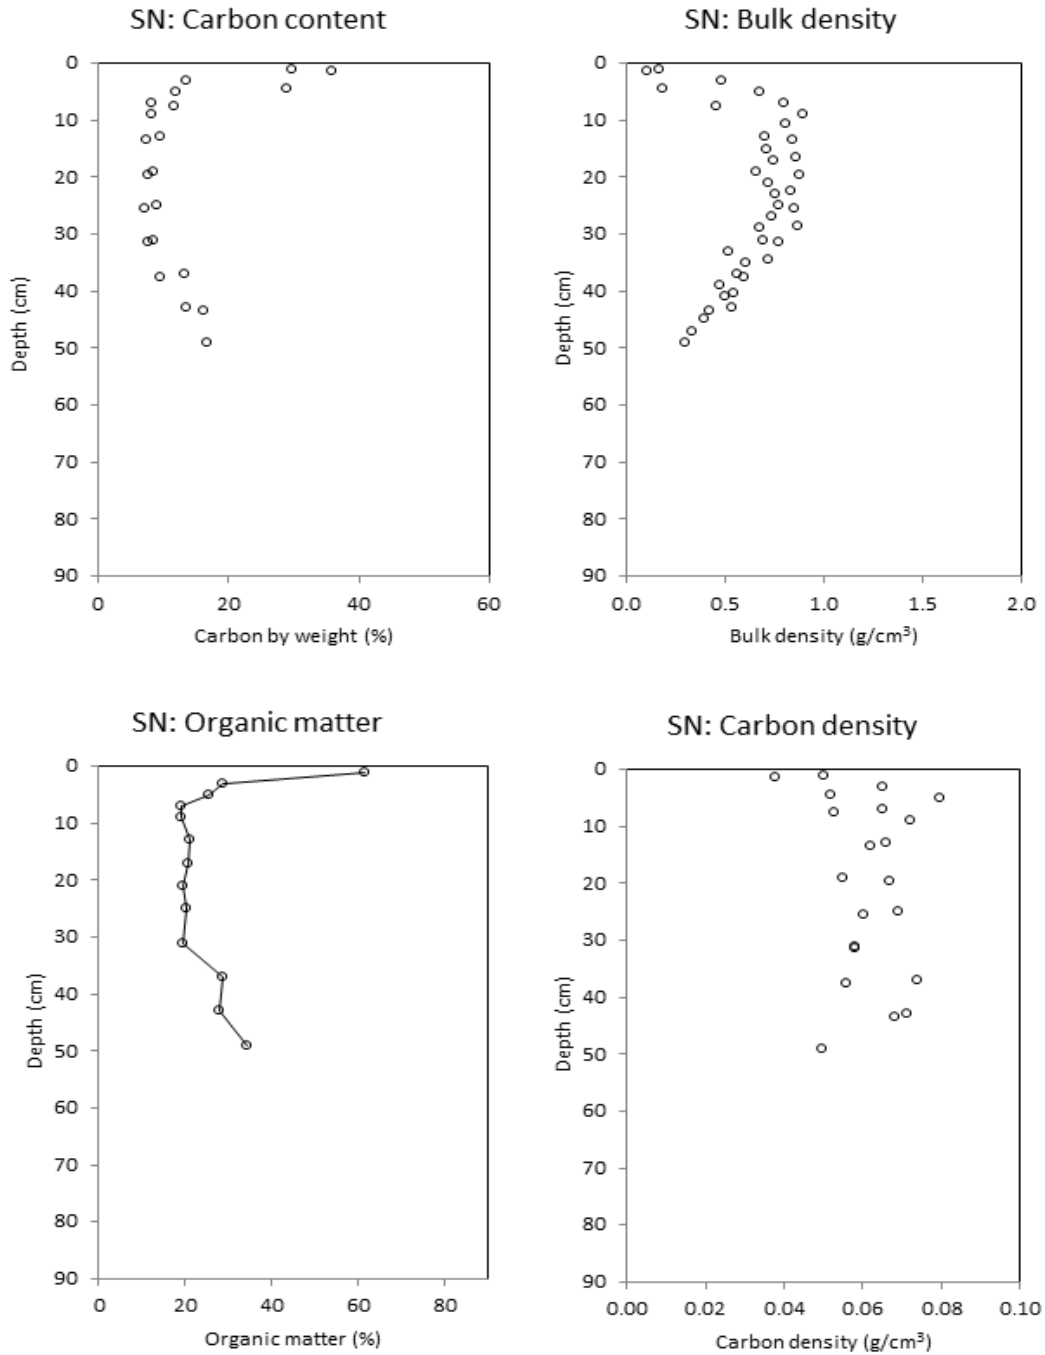 SN: Carbon content
0
10
20
30
40
50
60
70
80
90
Depth (cm)
0 20 40 60
Carbon by weight (%)
SN: Bulk density
0
10
20
30
40
50
60
70
80
90
Depth (cm)
0.0 0.5 1.0 1.5 2.0
Bulk density (g/cm³)
SN: Organic matter
0
10
20
30
40
50
60
70
80
90
Depth (cm)
0 20 40 60 80
Organic matter (%)
SN: Carbon density
0
10
20
30
40
50
60
70
80
90
Depth (cm)
0.00 0.02 0.04 0.06 0.08 0.10
Carbon density (g/cm³)